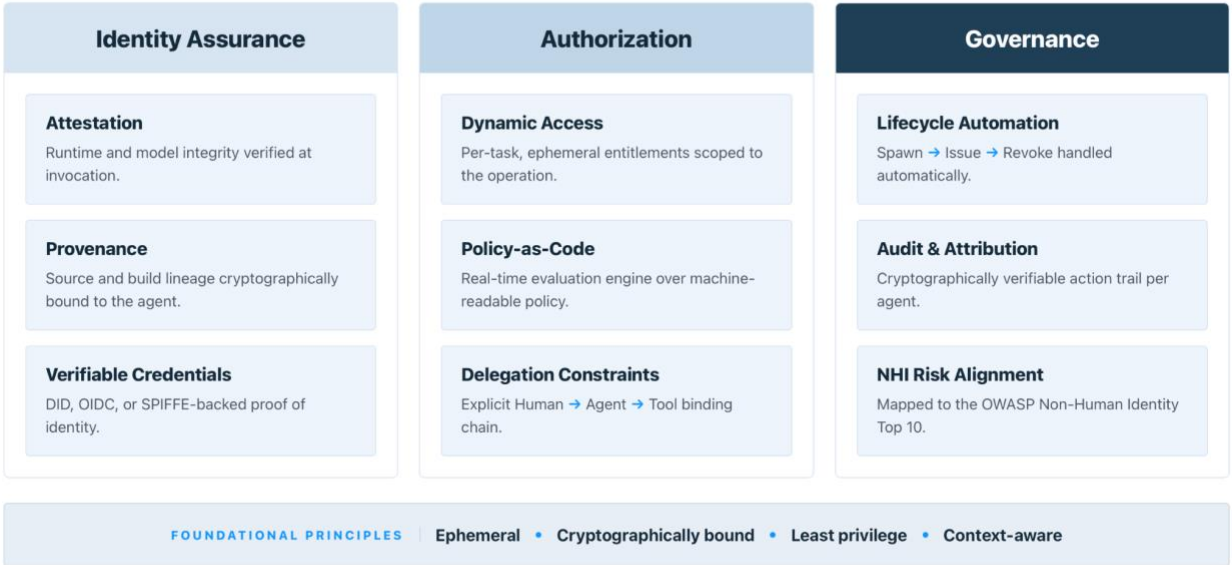 Identity Assurance
Attestation
Runtime and model integrity verified at
invocation.
Provenance
Source and build lineage cryptographically
bound to the agent.
Verifiable Credentials
DID, OIDC, or SPIFFE-backed proof of
identity.
Authorization
Dynamic Access
Per-task, ephemeral entitlements scoped to
the operation.
Policy-as-Code
Real-time evaluation engine over machine-
readable policy.
Delegation Constraints
Explicit Human → Agent → Tool binding
chain.
Governance
Lifecycle Automation
Spawn → Issue → Revoke handled
automatically.
Audit & Attribution
Cryptographically verifiable action trail per
agent.
NHI Risk Alignment
Mapped to the OWASP Non-Human Identity
Top 10.
FOUNDATIONAL PRINCIPLES | Ephemeral • Cryptographically bound • Least privilege • Context-aware